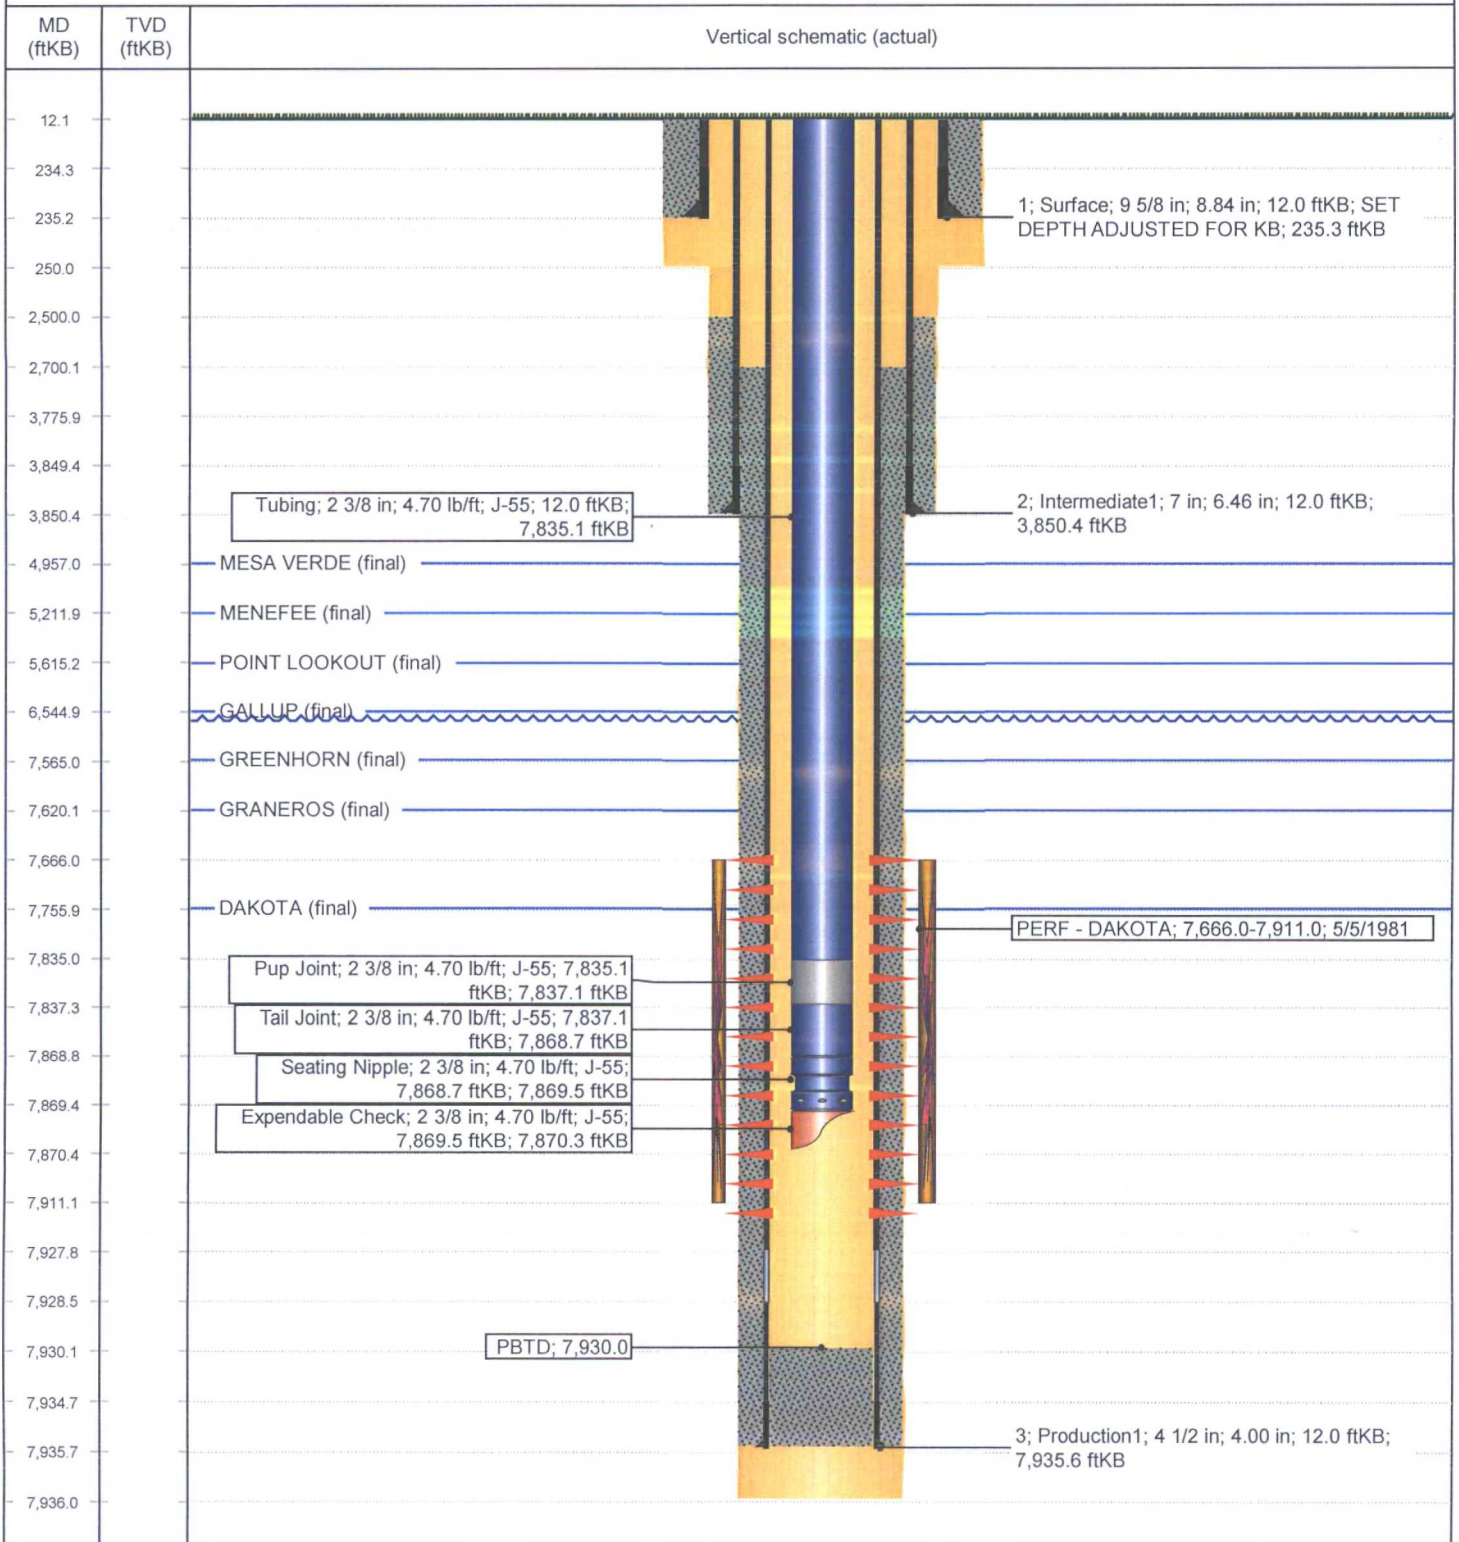 MD
(ftKB)
TVD
(ftKB)
Vertical schematic (actual)
12.1
234.3
1; Surface; 9 5/8 in; 8.84 in; 12.0 ftKB; SET
DEPTH ADJUSTED FOR KB; 235.3 ftKB
235.2
250.0
2,500.0
2,700.1
3,775.9
3,849.4
Tubing; 2 3/8 in; 4.70 lb/ft; J-55; 12.0 ftKB;
7,835.1 ftKB
2; Intermediate1; 7 in; 6.46 in; 12.0 ftKB;
3,850.4 ftKB
3,850.4
4,957.0
MESA VERDE (final)
5,211.9
MENEFEE (final)
5,615.2
POINT LOOKOUT (final)
6,544.9
GALLUP (final)
7,565.0
GREENHORN (final)
7,620.1
GRANEROS (final)
7,666.0
7,755.9
DAKOTA (final)
PERF - DAKOTA; 7,666.0-7,911.0; 5/5/1981
7,835.0
Pup Joint; 2 3/8 in; 4.70 lb/ft; J-55; 7,835.1
ftKB; 7,837.1 ftKB
7,837.3
Tail Joint; 2 3/8 in; 4.70 lb/ft; J-55; 7,837.1
ftKB; 7,868.7 ftKB
7,868.8
Seating Nipple; 2 3/8 in; 4.70 lb/ft; J-55;
7,868.7 ftKB; 7,869.5 ftKB
7,869.4
Expendable Check; 2 3/8 in; 4.70 lb/ft; J-55;
7,869.5 ftKB; 7,870.3 ftKB
7,870.4
7,911.1
7,927.8
7,928.5
PBTD; 7,930.0
7,930.1
7,934.7
3; Production1; 4 1/2 in; 4.00 in; 12.0 ftKB;
7,935.6 ftKB
7,935.7
7,936.0